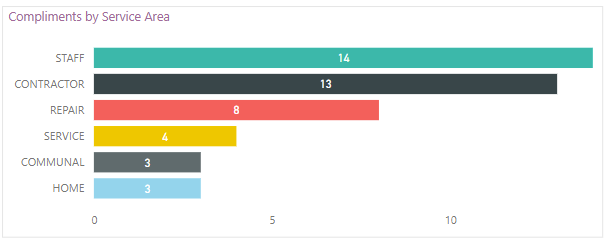 Compliments by Service Area
STAFF 14
CONTRACTOR 13
REPAIR 8
SERVICE 4
COMMUNAL 3
HOME 3
0 5 10